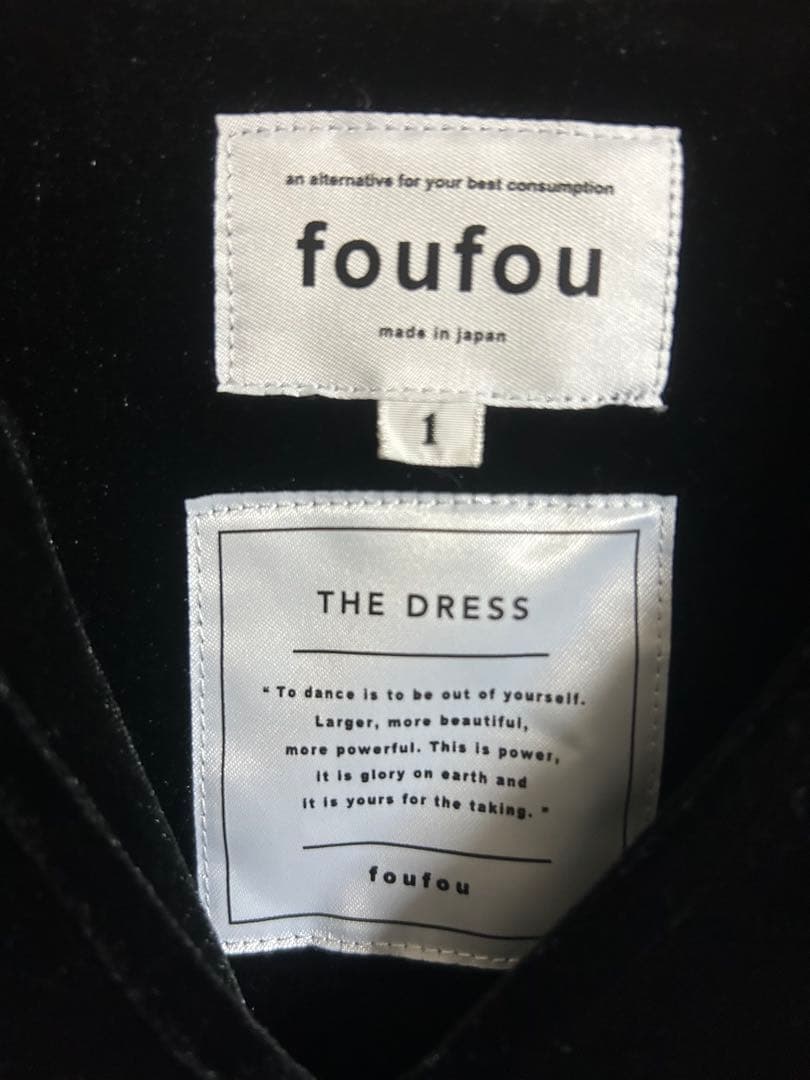 an alternative for your best consumption
foufou
made in japan
1
THE DRESS
“ To dance is to be out of yourself.
Larger, more beautiful,
more powerful. This is power,
it is glory on earth and
it is yours for the taking. ”
foufou